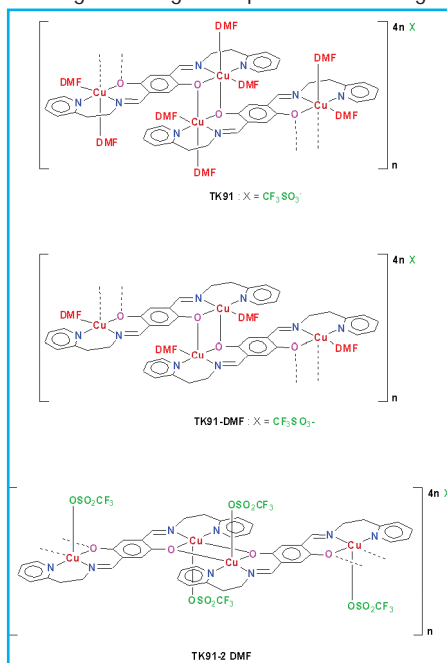 DMF
4n X
DMF
N N
N N
DMF Cu O
O Cu DMF
N N
DMF Cu O
O Cu DMF
DMF
N N
DMF
n
TK91 : X = CF3SO3-
4n X
N N
N N
DMF Cu O
O Cu DMF
N N
DMF Cu O
O Cu DMF
N N
n
TK91-DMF : X = CF3SO3-
4n X
OSO2CF3
OSO2CF3
N N
N N
Cu O
O Cu
O Cu
N N
Cu O
N N
OSO2CF3
OSO2CF3
n
TK91-2 DMF